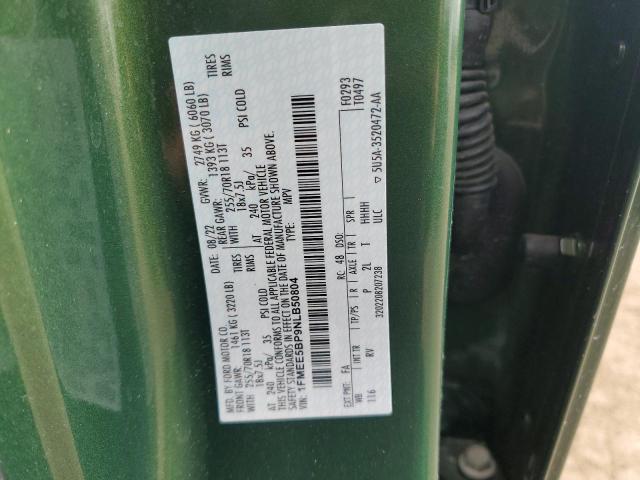 MFD. BY FORD MOTOR CO.
08/22 GVWR: 2749 KG ( 6060 LB)
FRONT GAWR: 1461 KG ( 3220 LB) REAR GAWR: 1393 KG ( 3070 LB)
WITH 255/70R18 113T TIRES WITH 255/70R18 113T TIRES
18x7.5J RIMS 18x7.5J RIMS
AT 240 kPa/ 35 PSI COLD AT 240 kPa/ 35 PSI COLD
THIS VEHICLE CONFORMS TO ALL APPLICABLE FEDERAL MOTOR VEHICLE
SAFETY STANDARDS IN EFFECT ON THE DATE OF MANUFACTURE SHOWN ABOVE.
VIN: 1FMEE5BP9NLB50804 TYPE: MPV
F0293
T0497
EXT PNT: FA RC: 48 DSO:
WB INT TR TP/PS R AXLE TR SPR
116 RV P 2L T HHHH
ULC
3202208207238
▽ 5U5A-3520472-AA